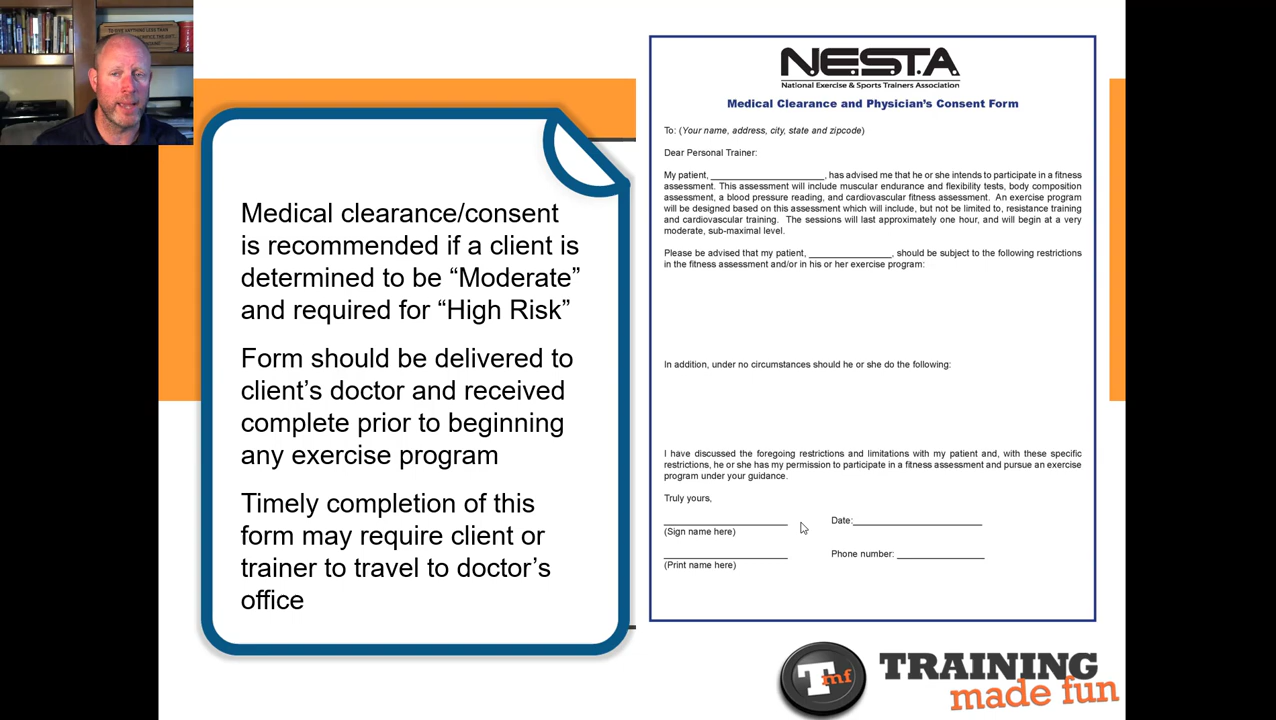 Medical clearance/consent
is recommended if a client is
determined to be “Moderate”
and required for “High Risk”
Form should be delivered to
client’s doctor and received
complete prior to beginning
any exercise program
Timely completion of this
form may require client or
trainer to travel to doctor’s
office
NESTA
National Exercise & Sports Trainers Association
Medical Clearance and Physician’s Consent Form
To: (Your name, address, city, state and zipcode)
Dear Personal Trainer:
My patient, ______________________, has advised me that he or she intends to participate in a fitness
assessment. This assessment will include muscular endurance and flexibility tests, body composition
assessment, a blood pressure reading, and cardiovascular fitness assessment. An exercise program
will be designed based on this assessment which will include, but not be limited to, resistance training
and cardiovascular training. The sessions will last approximately one hour, and will begin at a very
moderate, sub-maximal level.
Please be advised that my patient, ________________, should be subject to the following restrictions
in the fitness assessment and/or in his or her exercise program:
In addition, under no circumstances should he or she do the following:
I have discussed the foregoing restrictions and limitations with my patient and, with these specific
restrictions, he or she has my permission to participate in a fitness assessment and pursue an exercise
program under your guidance.
Truly yours,
________________________ Date:_________________________
(Sign name here)
________________________ Phone number: _________________
(Print name here)
Tmf
TRAINING
made fun